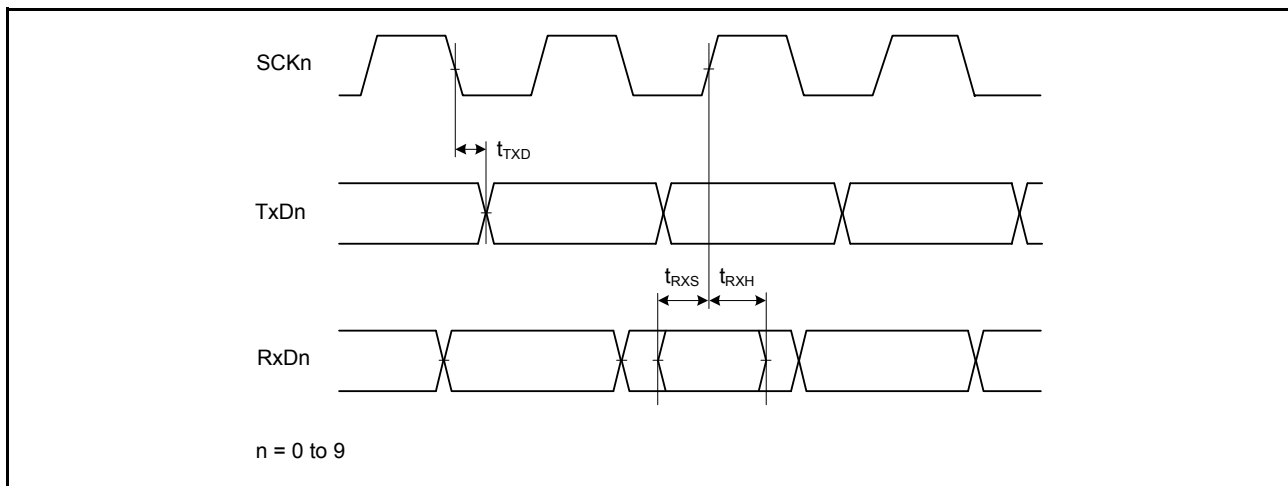 SCKn
tTXD
TxDn
tRXS tRXH
RxDn
n = 0 to 9